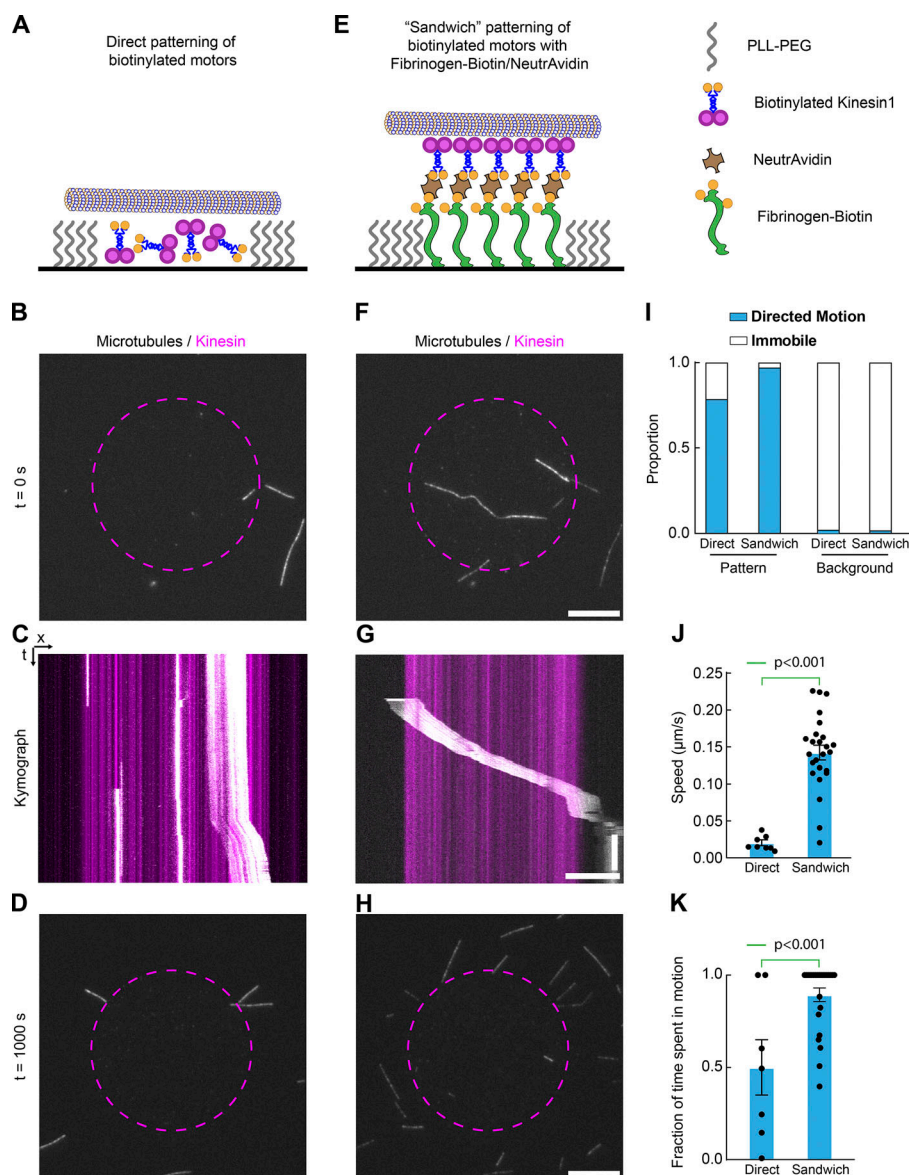 A
Direct patterning of
biotinylated motors
E
“Sandwich” patterning of
biotinylated motors with
Fibrinogen-Biotin/NeutrAvidin
PLL-PEG
Biotinylated Kinesin1
NeutrAvidin
Fibrinogen-Biotin
B
Microtubules / Kinesin
t = 0 s
F
Microtubules / Kinesin
I
Directed Motion
Immobile
Proportion
1.0
0.5
0.0
Direct Sandwich Direct Sandwich
Pattern Background
C
x
t
Kymograph
G
J
p<0.001
Speed (µm/s)
0.25
0.20
0.15
0.10
0.05
0.00
Direct Sandwich
D
t = 1000 s
H
K
p<0.001
Fraction of time spent in motion
1.0
0.5
0.0
Direct Sandwich